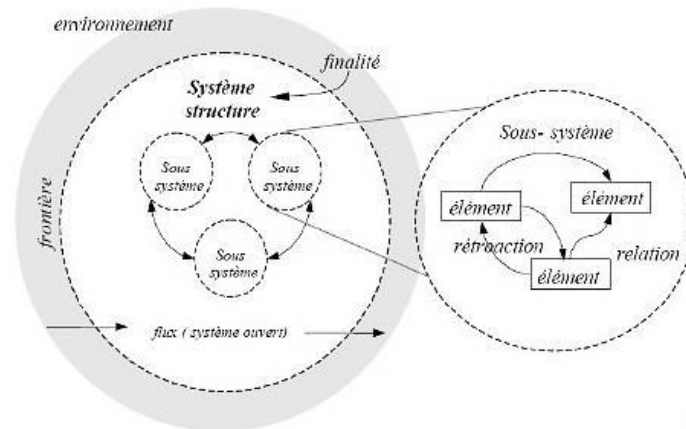 environnement
finalité
Système
structure
Sous
système
Sous
système
Sous
système
frontière
flux ( système ouvert)
Sous- système
élément
élément
rétroaction
relation
élément